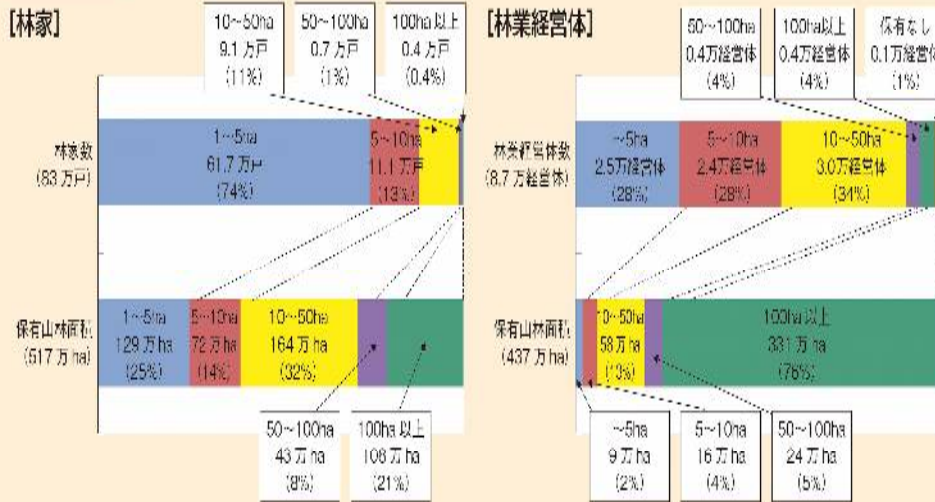 [林家]
10～50ha
9.1万戸
(11%)
50～100ha
0.7万戸
(1%)
100ha以上
0.4万戸
(0.4%)
林家数
(83万戸)
1～5ha
61.7万戸
(74%)
5～10ha
11.1万戸
(13%)
保有山林面積
(517万ha)
1～5ha
129万ha
(25%)
5～10ha
72万ha
(14%)
10～50ha
164万ha
(32%)
50～100ha
43万ha
(8%)
100ha以上
108万ha
(21%)
[林業経営体]
50～100ha
0.4万経営体
(4%)
100ha以上
0.4万経営体
(4%)
保有なし
0.1万経営体
(1%)
林業経営体数
(8.7万経営体)
～5ha
2.5万経営体
(28%)
5～10ha
2.4万経営体
(28%)
10～50ha
3.0万経営体
(34%)
保有山林面積
(437万ha)
10～50ha
58万ha
(13%)
100ha以上
331万ha
(76%)
～5ha
9万ha
(2%)
5～10ha
16万ha
(4%)
50～100ha
24万ha
(5%)